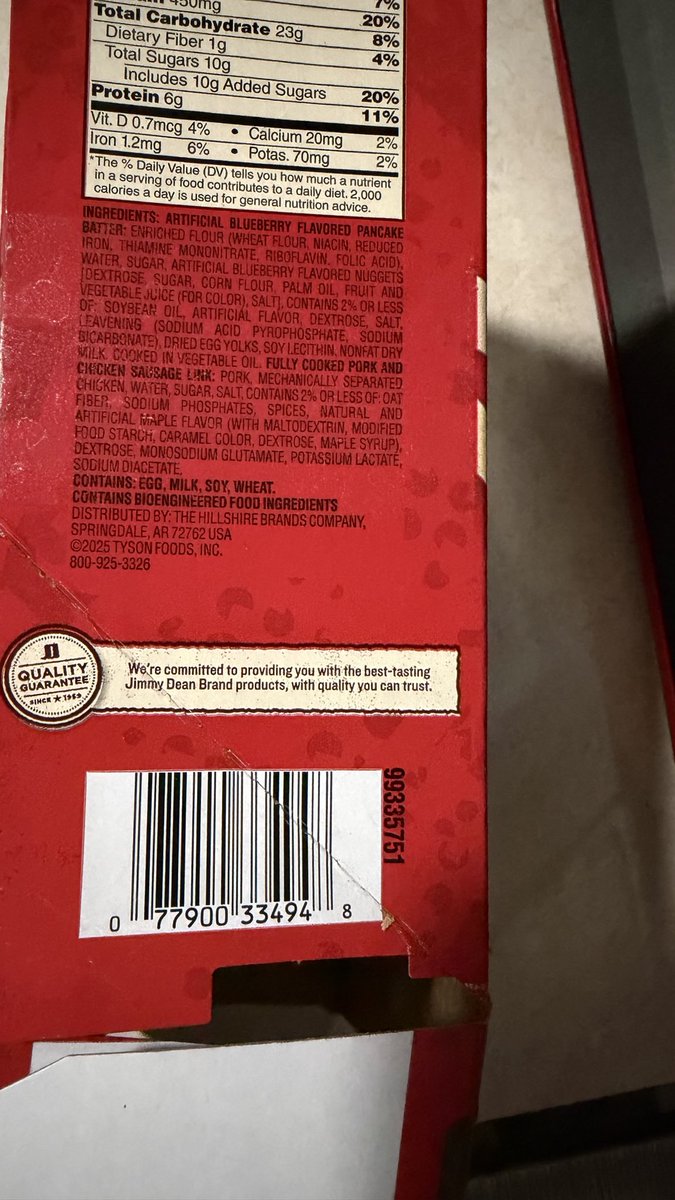 450mg
7%
20%
Total Carbohydrate 23g
8%
Dietary Fiber 1g
4%
Total Sugars 10g
Includes 10g Added Sugars
20%
Protein 6g
11%
Vit. D 0.7mcg 4% • Calcium 20mg 2%
Iron 1.2mg 6% • Potas. 70mg 2%
*The % Daily Value (DV) tells you how much a nutrient
in a serving of food contributes to a daily diet. 2,000
calories a day is used for general nutrition advice.
INGREDIENTS: ARTIFICIAL BLUEBERRY FLAVORED PANCAKE
BATTER: ENRICHED FLOUR (WHEAT FLOUR, NIACIN, REDUCED
IRON, THIAMINE MONONITRATE, RIBOFLAVIN, FOLIC ACID),
WATER, SUGAR, ARTIFICIAL BLUEBERRY FLAVORED NUGGETS
[DEXTROSE, SUGAR, CORN FLOUR, PALM OIL, FRUIT AND
VEGETABLE JUICE (FOR COLOR), SALT], CONTAINS 2% OR LESS
OF: SOYBEAN OIL, ARTIFICIAL FLAVOR, DEXTROSE, SALT,
LEAVENING (SODIUM ACID PYROPHOSPHATE, SODIUM
BICARBONATE), DRIED EGG YOLKS, SOY LECITHIN, NONFAT DRY
MILK. COOKED IN VEGETABLE OIL. FULLY COOKED PORK AND
CHICKEN SAUSAGE LINK: PORK, MECHANICALLY SEPARATED
CHICKEN, WATER, SUGAR, SALT, CONTAINS 2% OR LESS OF: OAT
FIBER, SODIUM PHOSPHATES, SPICES, NATURAL AND
ARTIFICIAL MAPLE FLAVOR (WITH MALTODEXTRIN, MODIFIED
FOOD STARCH, CARAMEL COLOR, DEXTROSE, MAPLE SYRUP),
DEXTROSE, MONOSODIUM GLUTAMATE, POTASSIUM LACTATE,
SODIUM DIACETATE.
CONTAINS: EGG, MILK, SOY, WHEAT.
CONTAINS BIOENGINEERED FOOD INGREDIENTS
DISTRIBUTED BY: THE HILLSHIRE BRANDS COMPANY,
SPRINGDALE, AR 72762 USA
©2025 TYSON FOODS, INC.
800-925-3326
QUALITY
GUARANTEE
SINCE ★ 1969
We're committed to providing you with the best-tasting
Jimmy Dean Brand products, with quality you can trust.
99335751
0 77900 33494 8